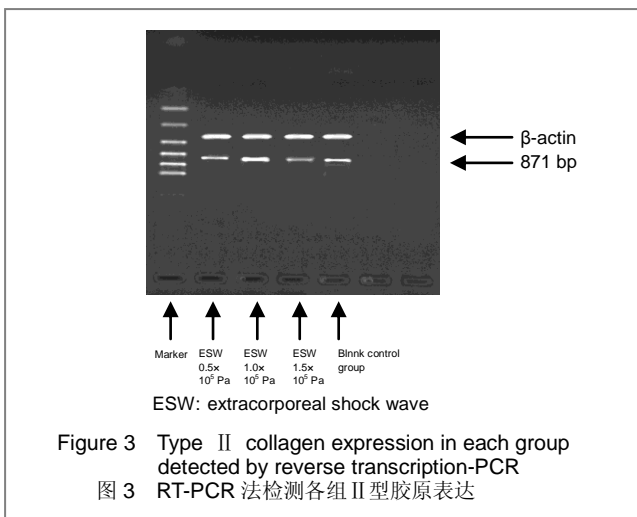 β-actin
871 bp
Marker
ESW
0.5×
10⁵ Pa
ESW
1.0×
10⁵ Pa
ESW
1.5×
10⁵ Pa
Blnnk control
group
ESW: extracorporeal shock wave
Figure 3 Type Ⅱ collagen expression in each group
detected by reverse transcription-PCR
图 3 RT-PCR 法检测各组Ⅱ型胶原表达